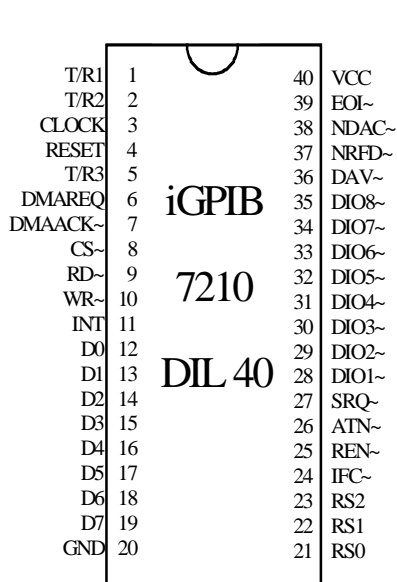 T/R1 1 40 VCC
T/R2 2 39 EOI~
CLOCK 3 38 NDAC~
RESET 4 37 NRFD~
T/R3 5 36 DAV~
DMAREQ 6 iGPIB 35 DIO8~
DMAACK~ 7 34 DIO7~
CS~ 8 33 DIO6~
RD~ 9 7210 32 DIO5~
WR~ 10 31 DIO4~
INT 11 30 DIO3~
D0 12 29 DIO2~
D1 13 DIL 40 28 DIO1~
D2 14 27 SRQ~
D3 15 26 ATN~
D4 16 25 REN~
D5 17 24 IFC~
D6 18 23 RS2
D7 19 22 RS1
GND 20 21 RS0